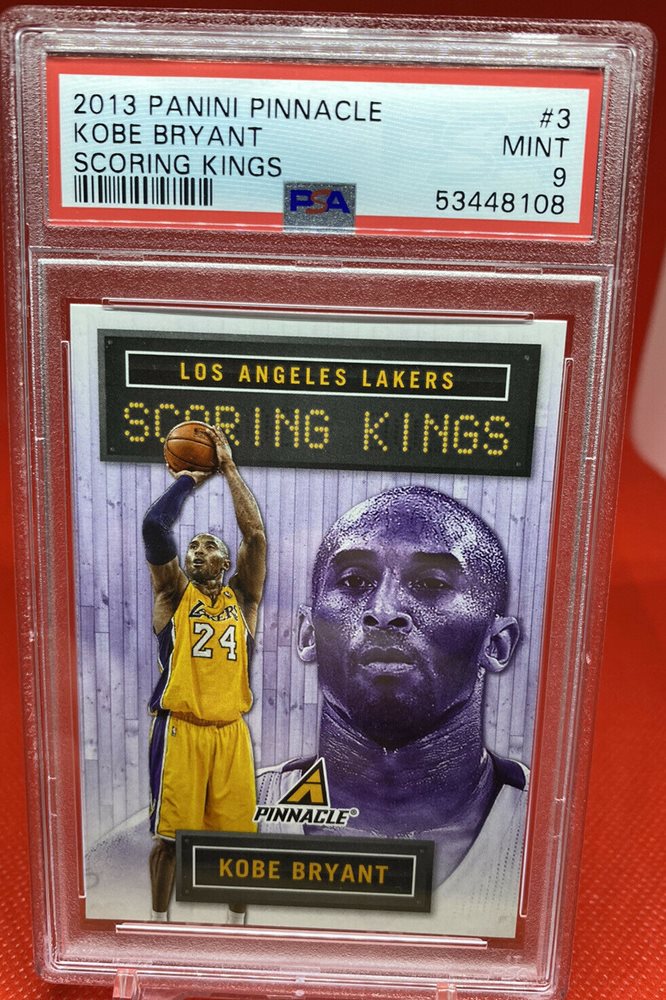 2013 PANINI PINNACLE #3
KOBE BRYANT MINT
SCORING KINGS 9
PSA 53448108
LOS ANGELES LAKERS
SCORING KINGS
LAKERS
24
PINNACLE®
KOBE BRYANT